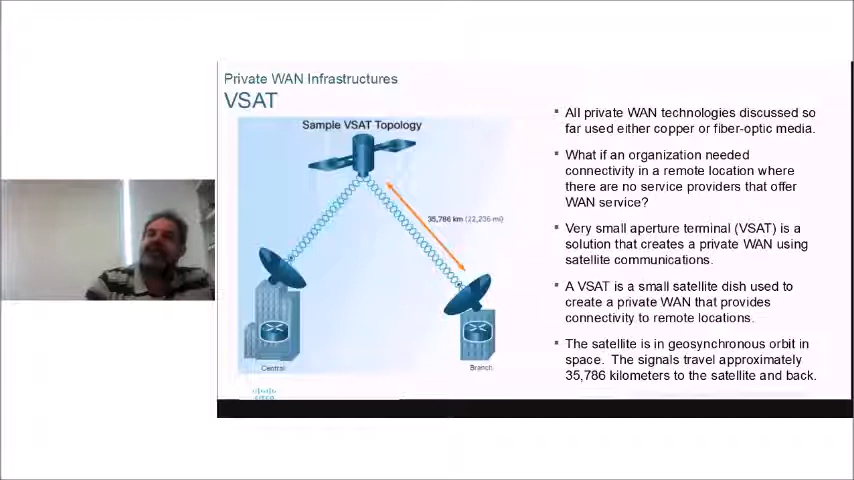 Private WAN Infrastructures
VSAT
Sample VSAT Topology
35,786 km (22,236 mi)
Central
Branch
cisco
▪ All private WAN technologies discussed so
far used either copper or fiber-optic media.
▪ What if an organization needed
connectivity in a remote location where
there are no service providers that offer
WAN service?
▪ Very small aperture terminal (VSAT) is a
solution that creates a private WAN using
satellite communications.
▪ A VSAT is a small satellite dish used to
create a private WAN that provides
connectivity to remote locations.
▪ The satellite is in geosynchronous orbit in
space. The signals travel approximately
35,786 kilometers to the satellite and back.